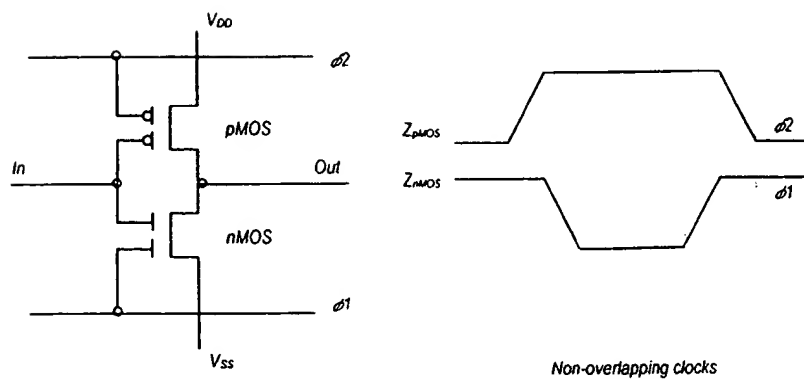 VDD
ϕ2
pMOS
In
Out
nMOS
ϕ1
VSS
ZpMOS
ϕ2
ZnMOS
ϕ1
Non-overlapping clocks